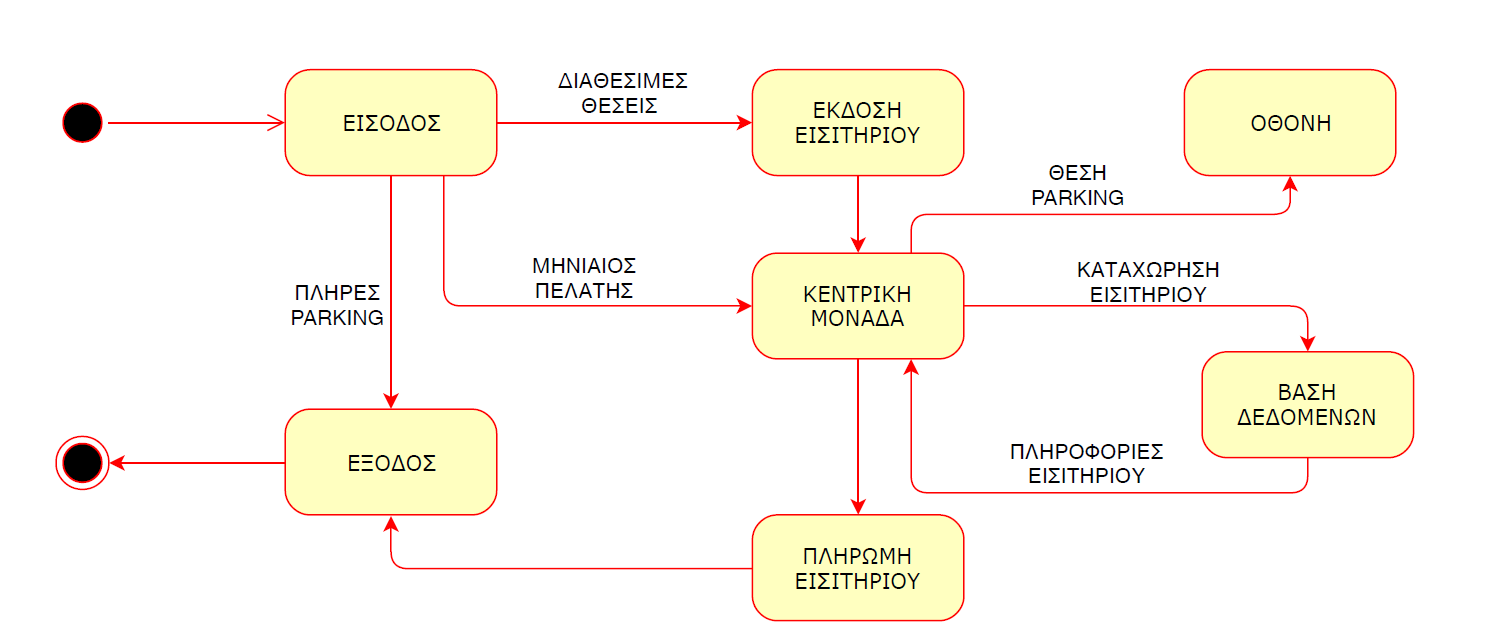 ΕΙΣΟΔΟΣ
ΔΙΑΘΕΣΙΜΕΣ
ΘΕΣΕΙΣ
ΕΚΔΟΣΗ
ΕΙΣΙΤΗΡΙΟΥ
ΟΘΟΝΗ
ΘΕΣΗ
PARKING
ΜΗΝΙΑΙΟΣ
ΠΕΛΑΤΗΣ
ΠΛΗΡΕΣ
PARKING
ΚΕΝΤΡΙΚΗ
ΜΟΝΑΔΑ
ΚΑΤΑΧΩΡΗΣΗ
ΕΙΣΙΤΗΡΙΟΥ
ΒΑΣΗ
ΔΕΔΟΜΕΝΩΝ
ΠΛΗΡΟΦΟΡΙΕΣ
ΕΙΣΙΤΗΡΙΟΥ
ΕΞΟΔΟΣ
ΠΛΗΡΩΜΗ
ΕΙΣΙΤΗΡΙΟΥ